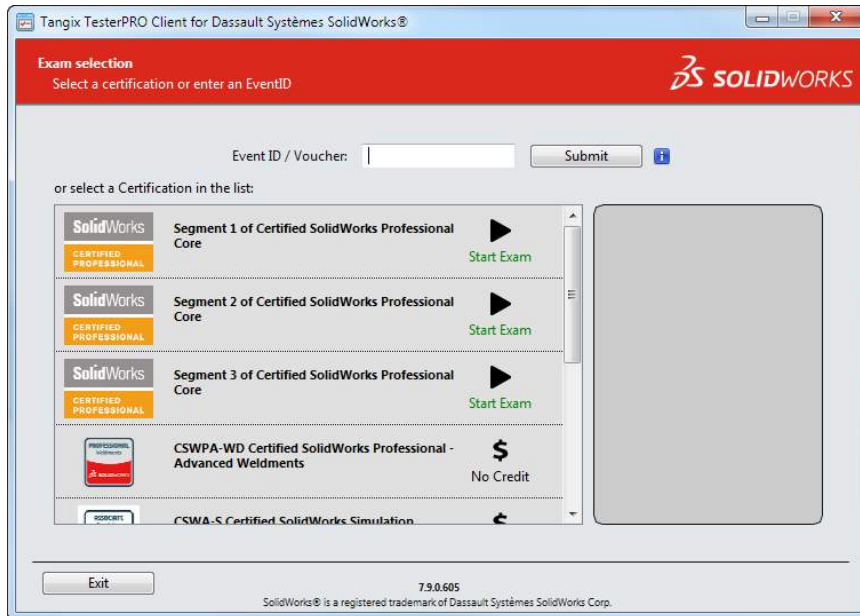 Tangix TesterPRO Client for Dassault Systèmes SolidWorks®
Exam selection
Select a certification or enter an EventID
SOLIDWORKS
Event ID / Voucher:
Submit
i
or select a Certification in the list:
SolidWorks
CERTIFIED
PROFESSIONAL
Segment 1 of Certified SolidWorks Professional
Core
Start Exam
SolidWorks
CERTIFIED
PROFESSIONAL
Segment 2 of Certified SolidWorks Professional
Core
Start Exam
SolidWorks
CERTIFIED
PROFESSIONAL
Segment 3 of Certified SolidWorks Professional
Core
Start Exam
PROFESSIONAL
Weldments
SOLIDWORKS
CSWPA-WD Certified SolidWorks Professional -
Advanced Weldments
$
No Credit
ASSOCIATE
CSWA-S Certified SolidWorks Simulation
$
Exit
7.9.0.605
SolidWorks® is a registered trademark of Dassault Systèmes SolidWorks Corp.